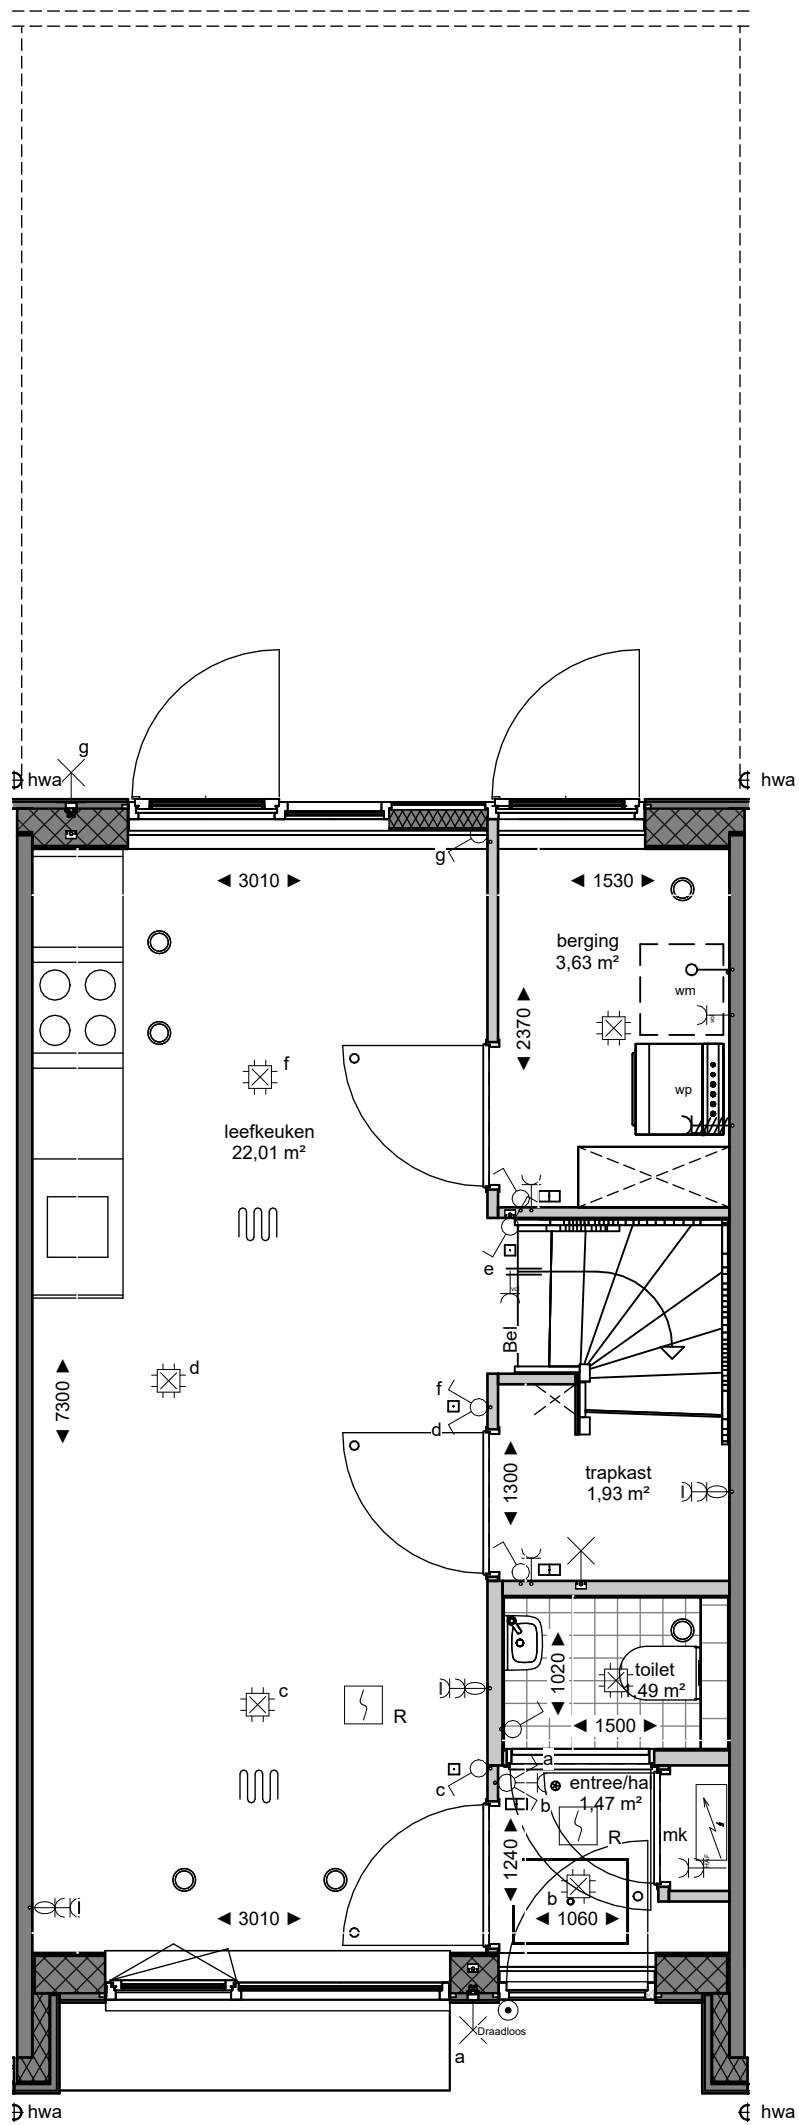 g
hwa
hwa
g
3010
1530
berging
3,63 m²
wm
2370
wp
f
leefkeuken
22,01 m²
e
Bel
d
7300
f
d
1300
trapkast
1,93 m²
c
R
1020
toilet
1,49 m²
1500
a
c
entree/hal
1,47 m²
b
R
mk
1240
b
3010
1060
Draadloos
a
hwa
hwa